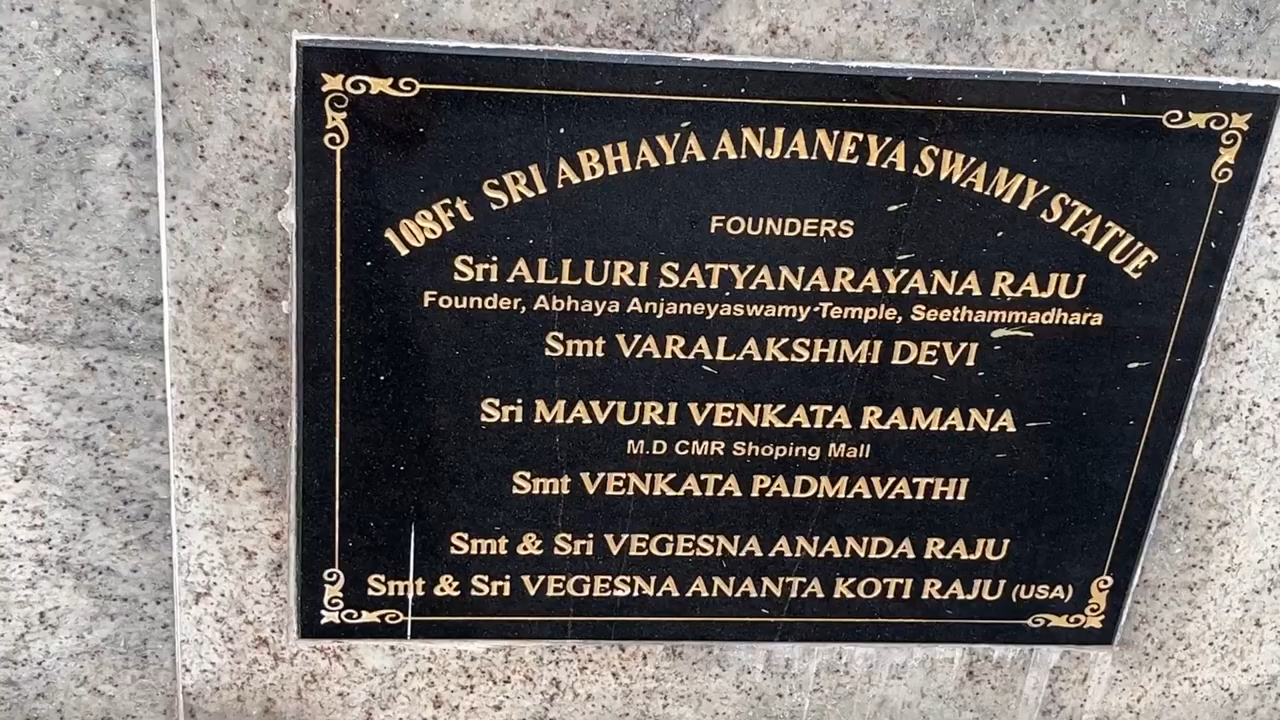 108Ft SRI ABHAYA ANJANEYA SWAMY STATUE
FOUNDERS
Sri ALLURI SATYANARAYANA RAJU
Founder, Abhaya Anjaneyaswamy Temple, Seethammadhara
Smt VARALAKSHMI DEVI
Sri MAVURI VENKATA RAMANA
M.D CMR Shoping Mall
Smt VENKATA PADMAVATHI
Smt & Sri VEGESNA ANANDA RAJU
Smt & Sri VEGESNA ANANTA KOTI RAJU (USA)